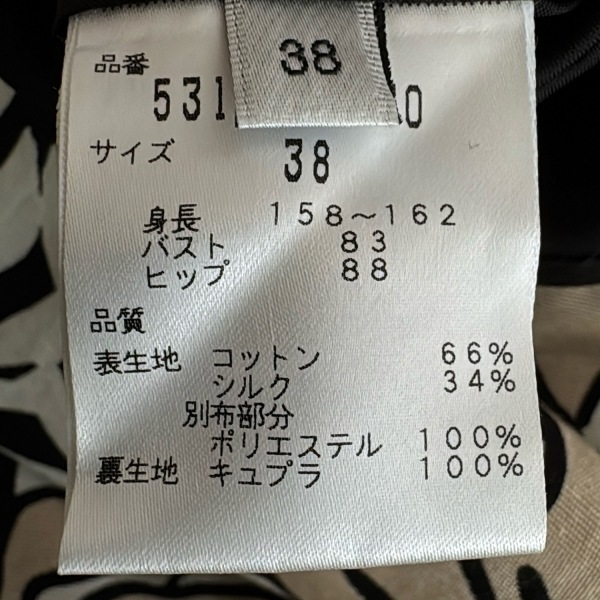 38
品番
サイズ 38
身長 158～162
バスト 83
ヒップ 88
品質
表生地 コットン 66%
シルク 34%
別布部分
ポリエステル 100%
裏生地 キュプラ 100%